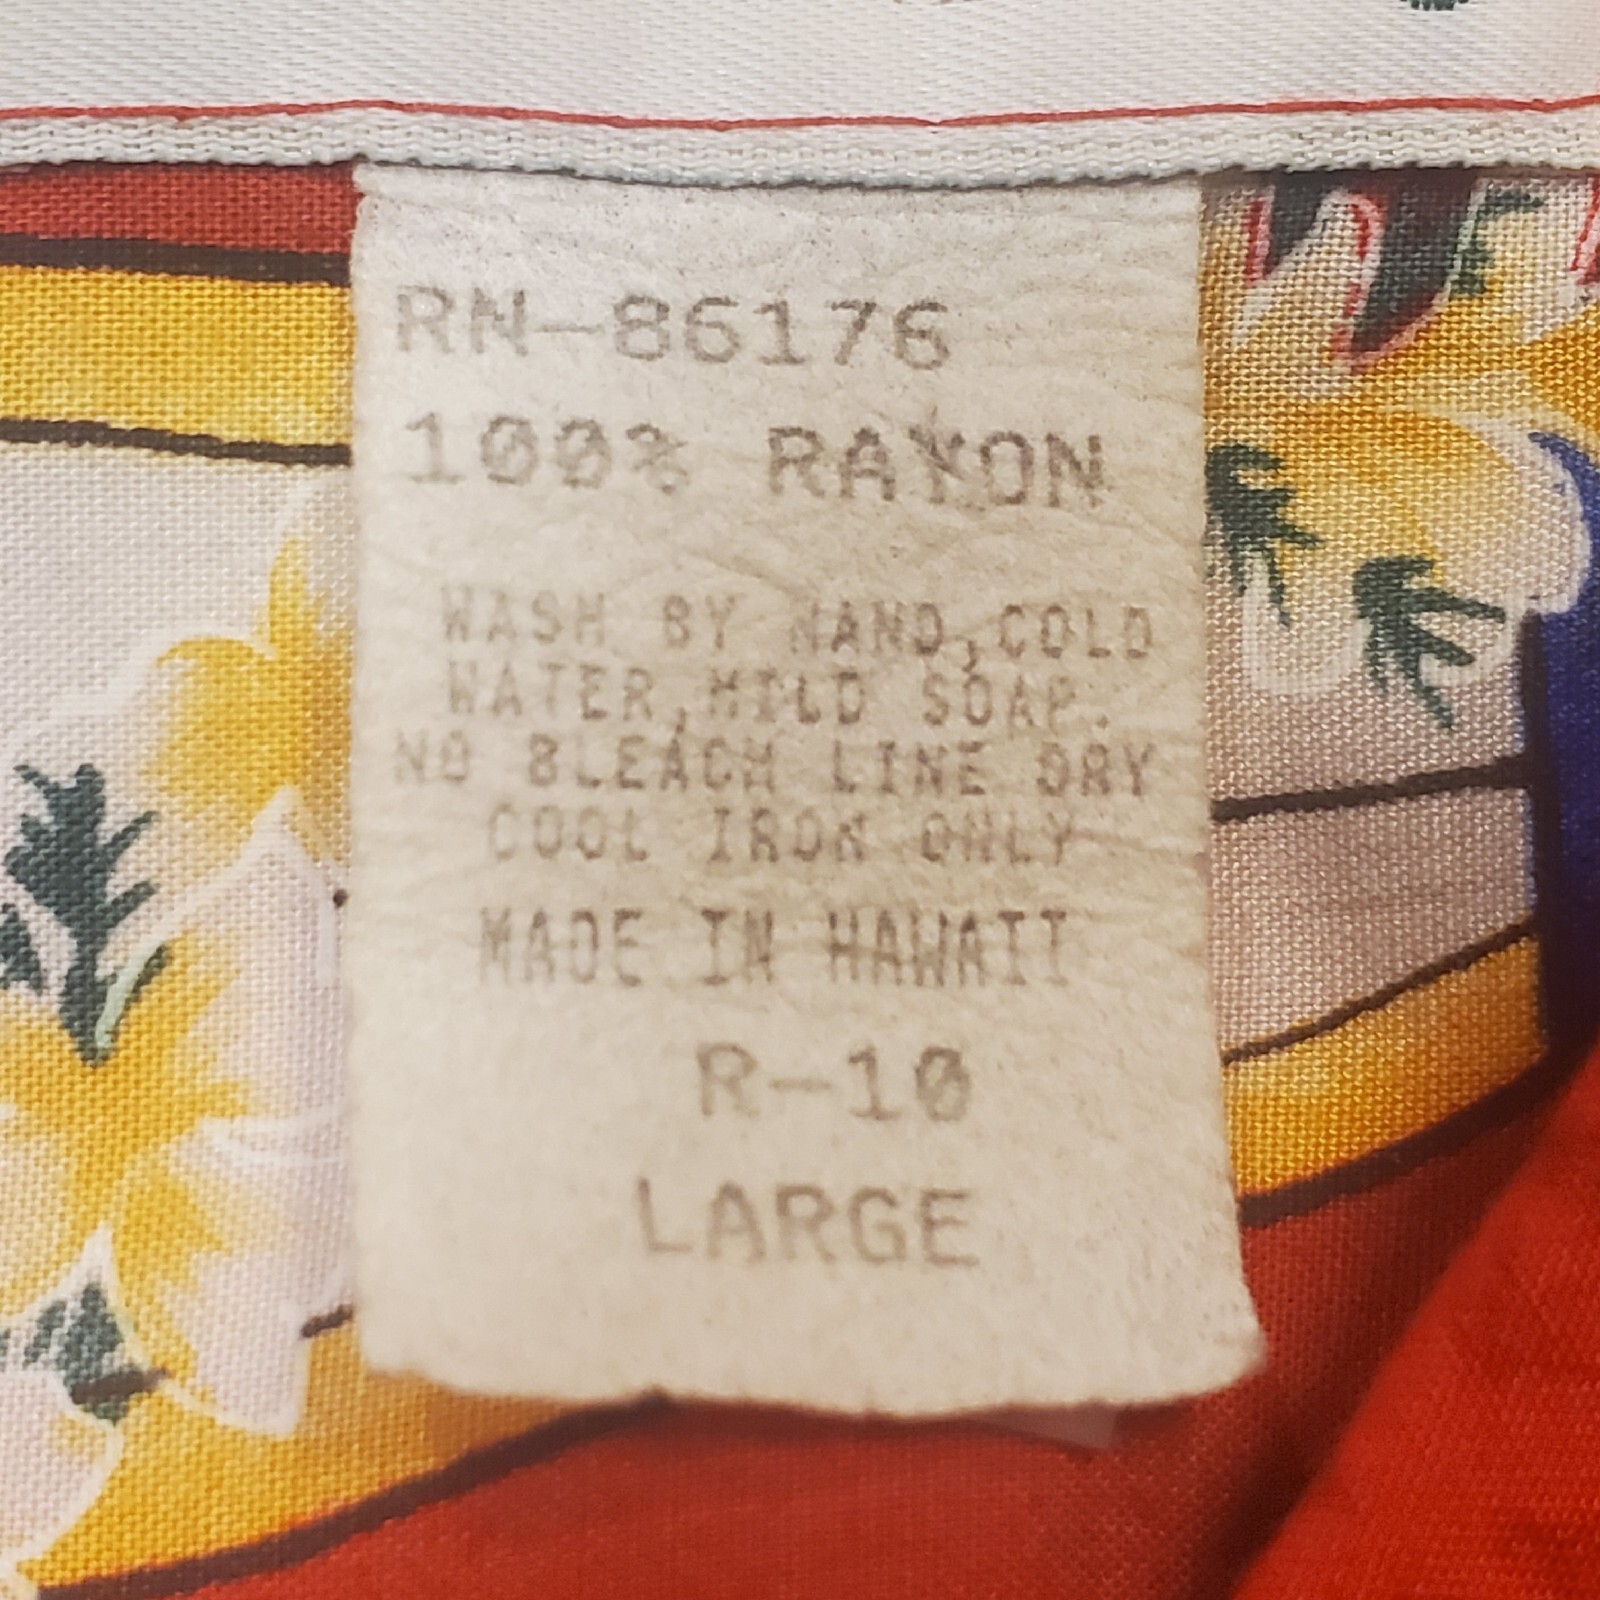 RN-86176
100% RAYON
WASH BY HAND,COLD
WATER,MILD SOAP.
NO BLEACH LINE DRY
COOL IRON ONLY
MADE IN HAWAII
R-10
LARGE